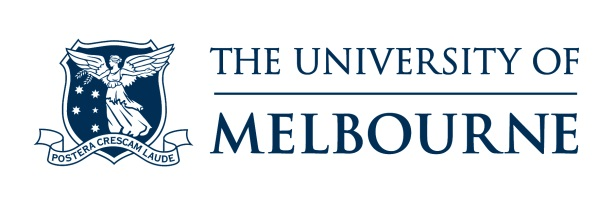 THE UNIVERSITY OF
MELBOURNE
POSTERA CRESCAM LAUDE